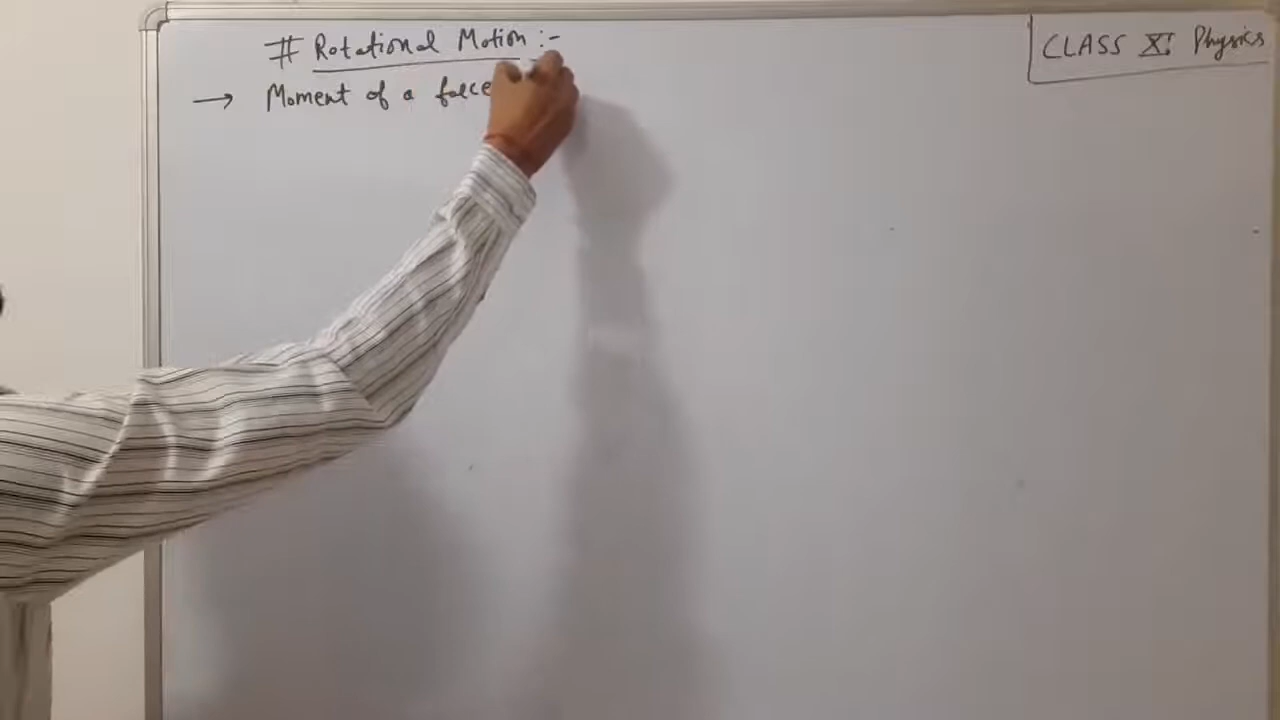 # Rotational Motion :-
CLASS XI Physics
→ Moment of a force